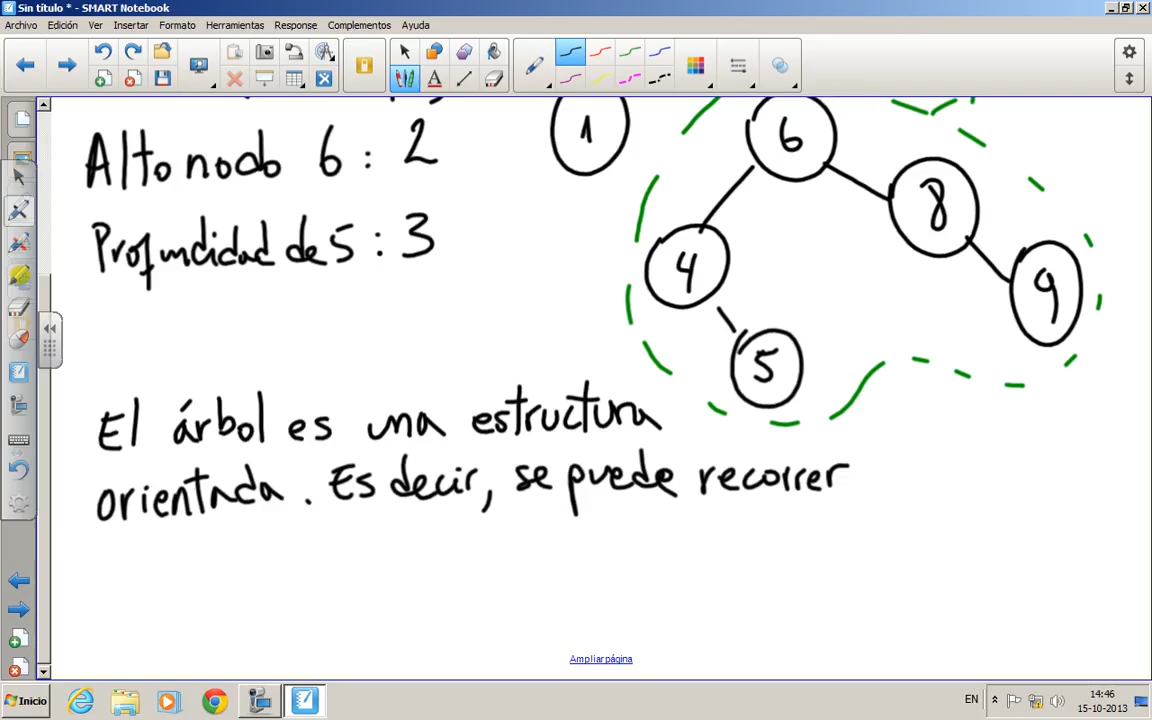 Sin título * - SMART Notebook
Archivo Edición Ver Insertar Formato Herramientas Response Complementos Ayuda
Alto nodo 6 : 2
Profundidad de 5 : 3
1
6
8
4
9
5
El árbol es una estructura
orientada. Es decir, se puede recorrer
Ampliar página
Inicio
EN
14:46
15-10-2013